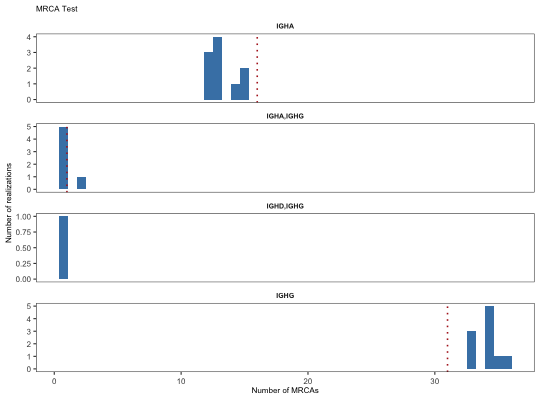 MRCA Test
IGHA
4
3
2
1
0
IGHA,IGHG
5
4
3
2
1
0
IGHD,IGHG
1.00
0.75
0.50
0.25
0.00
IGHG
5
4
3
2
1
0
0 10 20 30
Number of MRCAs
Number of realizations